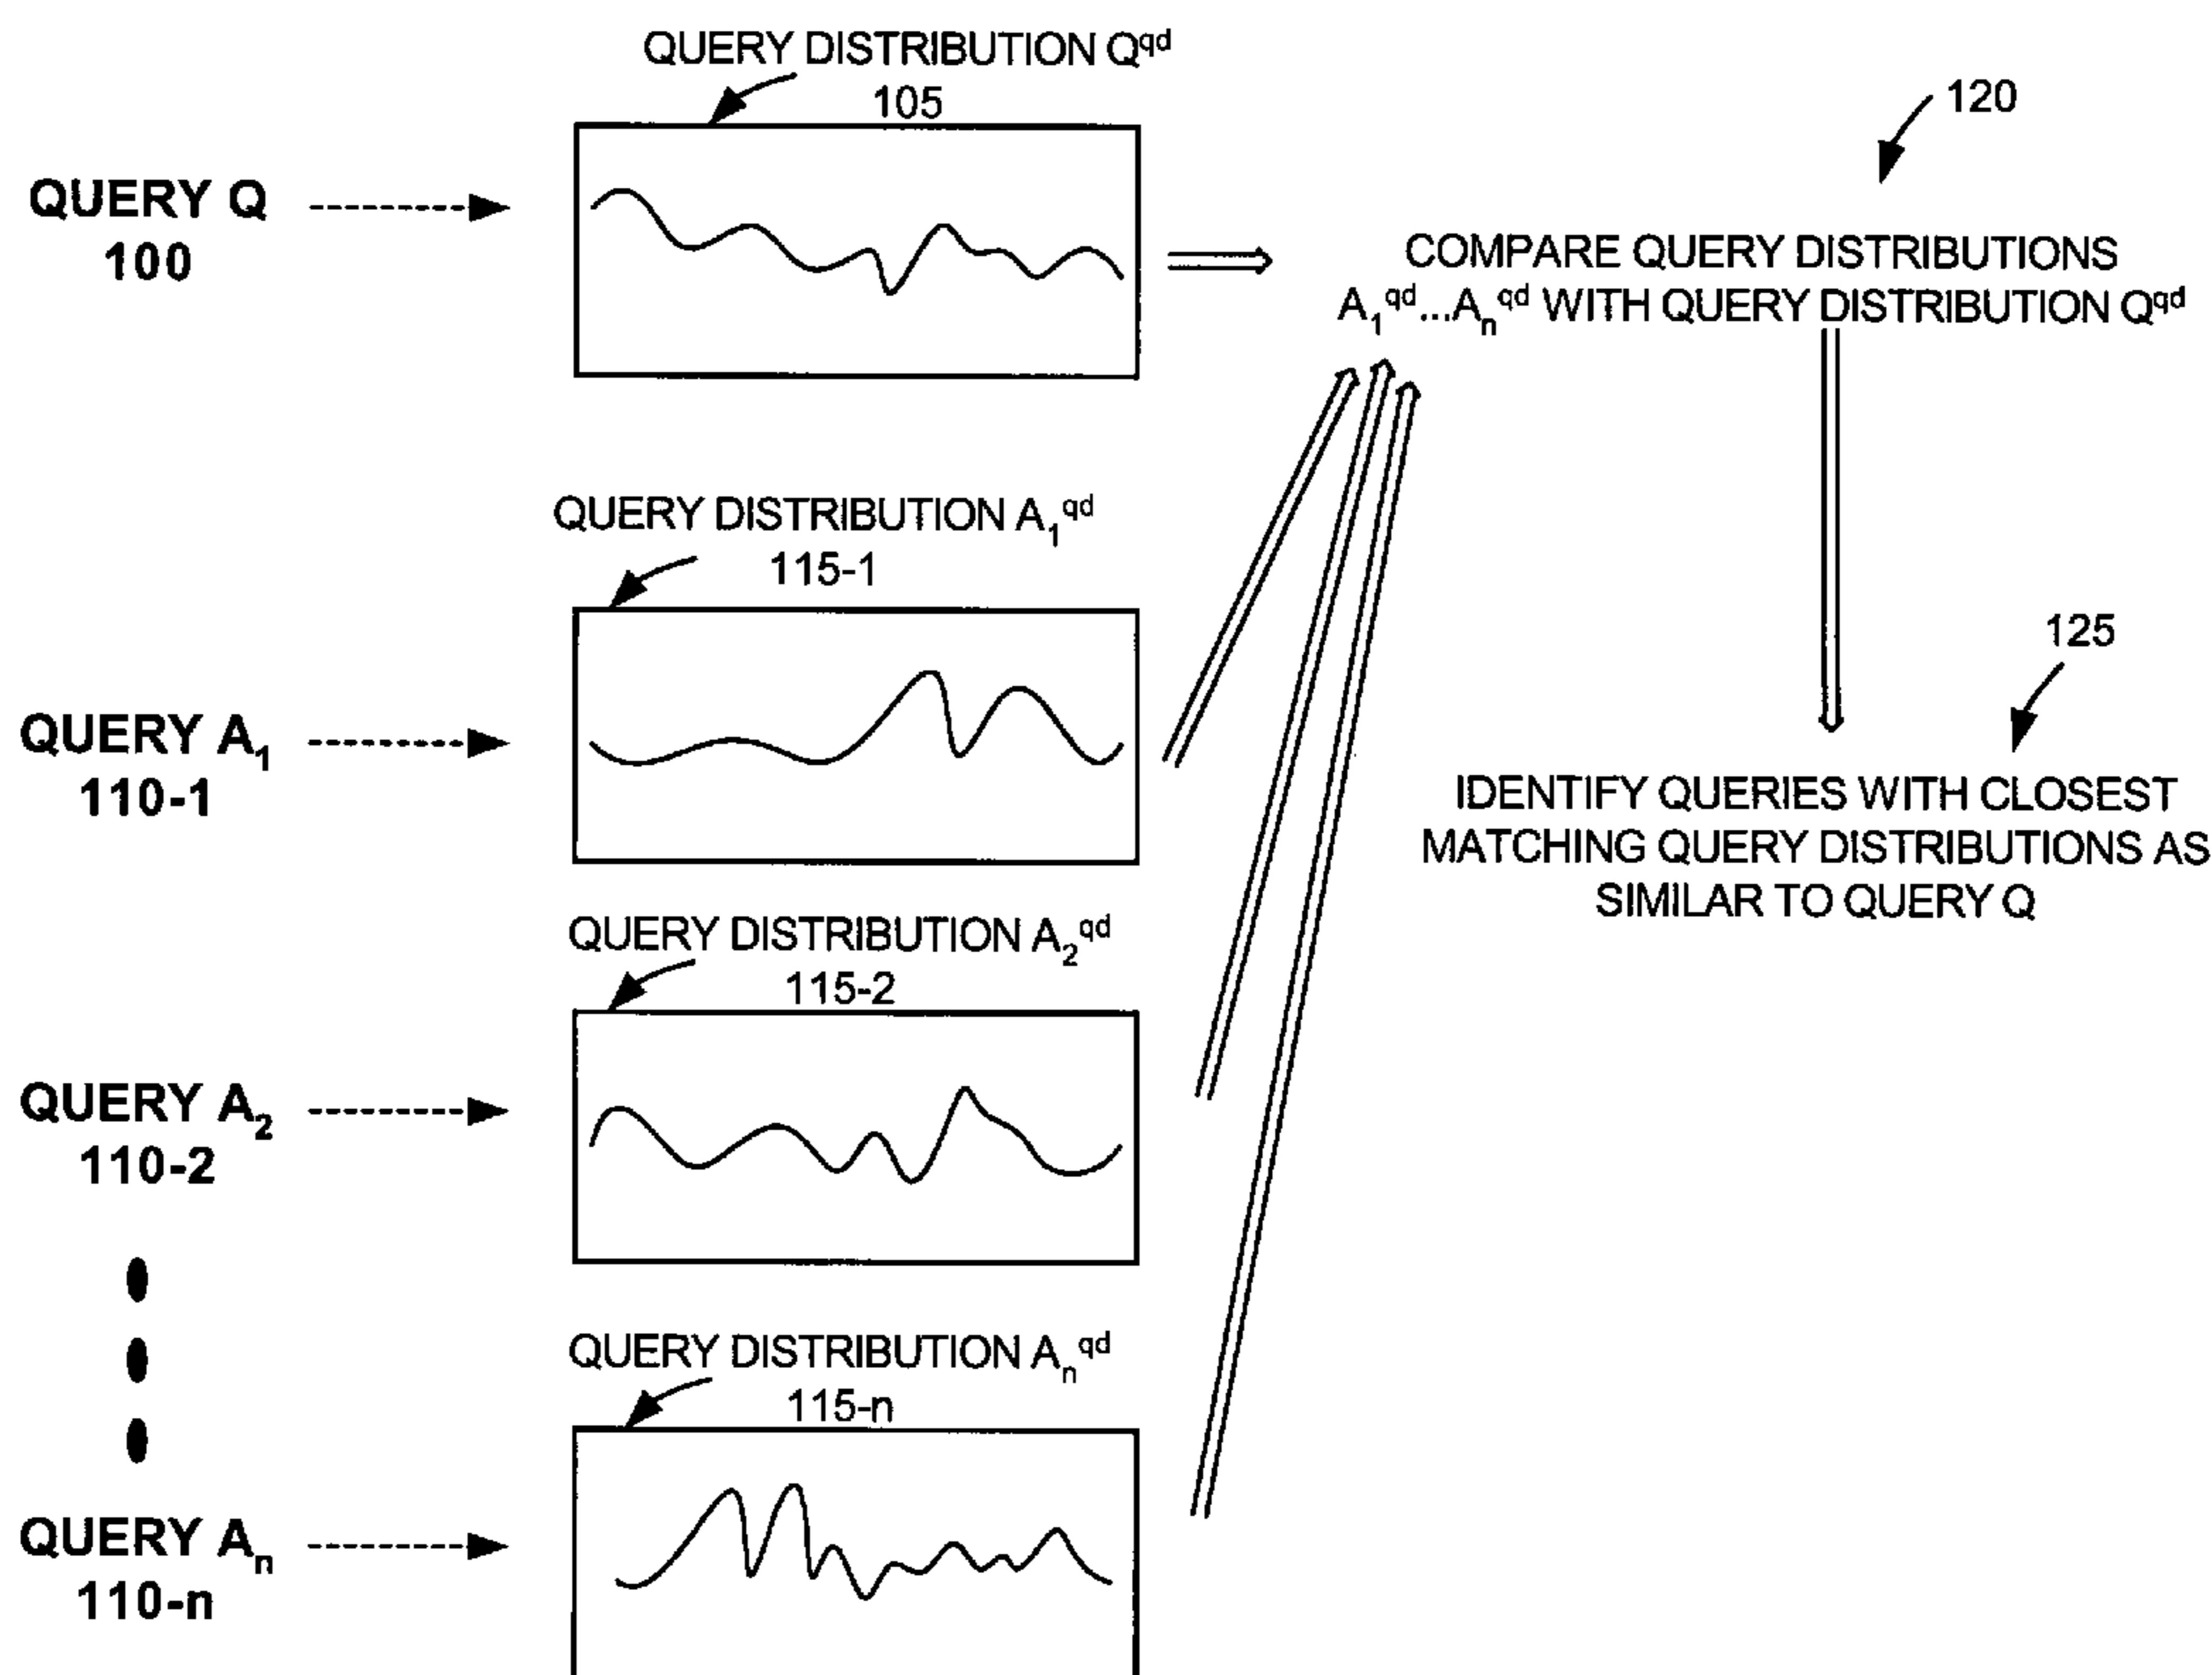 QUERY DISTRIBUTION Q^qd
105
QUERY Q
100
120
COMPARE QUERY DISTRIBUTIONS
A_1^qd...A_n^qd WITH QUERY DISTRIBUTION Q^qd
QUERY DISTRIBUTION A_1^qd
115-1
QUERY A_1
110-1
125
IDENTIFY QUERIES WITH CLOSEST
MATCHING QUERY DISTRIBUTIONS AS
SIMILAR TO QUERY Q
QUERY DISTRIBUTION A_2^qd
115-2
QUERY A_2
110-2
QUERY DISTRIBUTION A_n^qd
115-n
QUERY A_n
110-n